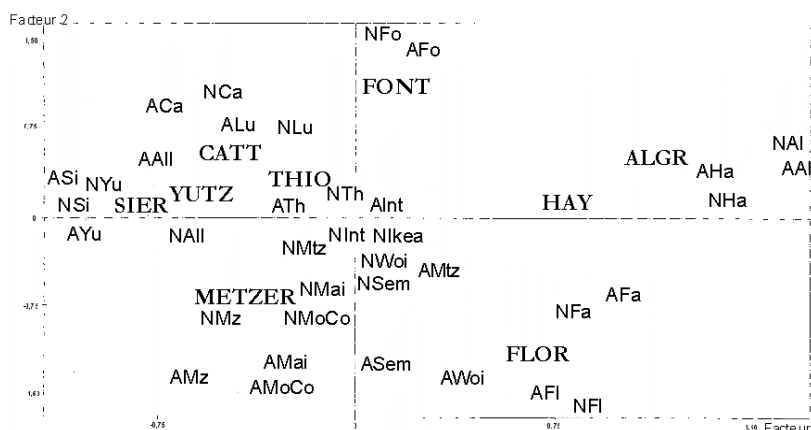 Facteur 2
1,50
NFo
AFo
FONT
NCa
ACa
0,75
ALu NLu
NAl
CATT
ALGR
AAll
AHa
AAl
ASi
NYu
THIO
YUTZ
NTh
NSi
SIER
ATh
AInt
HAY
NHa
0
AYu
NAll
NInt
NIkea
NMtz
NWoi
AMtz
METZER
NMai
NSem
AFa
-0,75
NMz
NMoCo
NFa
FLOR
AMai
ASem
AMz
AWoi
AMoCo
AFl
NFl
-0,75
0,75
1,50
Facteur